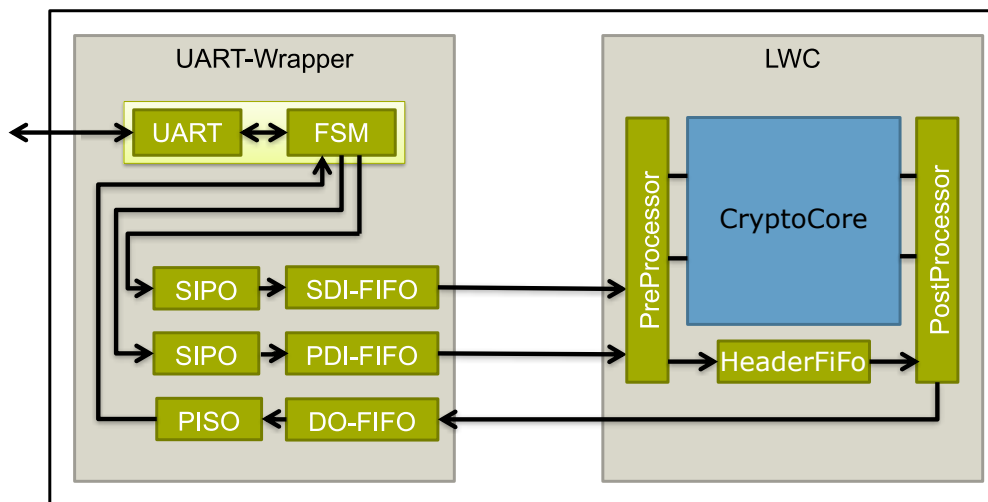 UART-Wrapper
LWC
UART
FSM
PreProcessor
CryptoCore
PostProcessor
SIPO
SDI-FIFO
SIPO
PDI-FIFO
HeaderFiFo
PISO
DO-FIFO